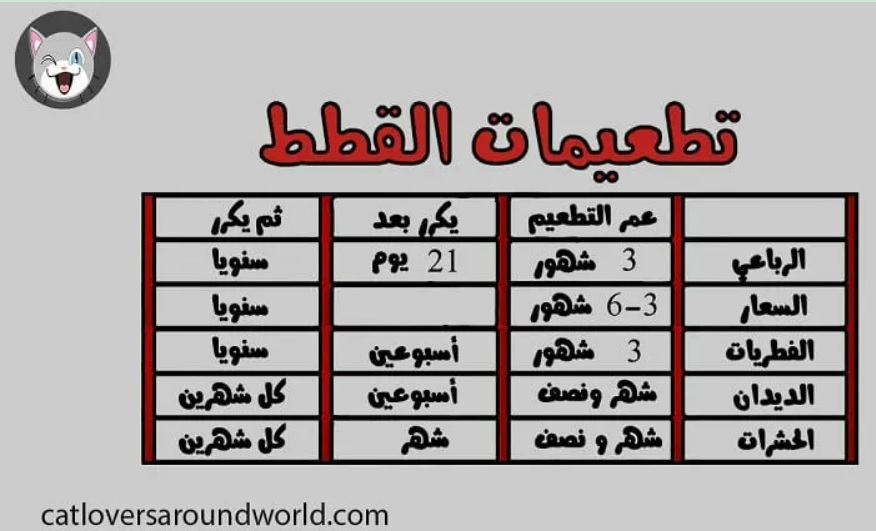 تطعيمات القطط
عمر التطعيم يكرر بعد ثم يكرر
الرباعي 3 شهور 21 يوم سنويا
السعار 3-6 شهور سنويا
الفطريات 3 شهور أسبوعين سنويا
الديدان شهر ونصف أسبوعين كل شهرين
الحشرات شهر و نصف شهر كل شهرين
catloversaroundworld.com